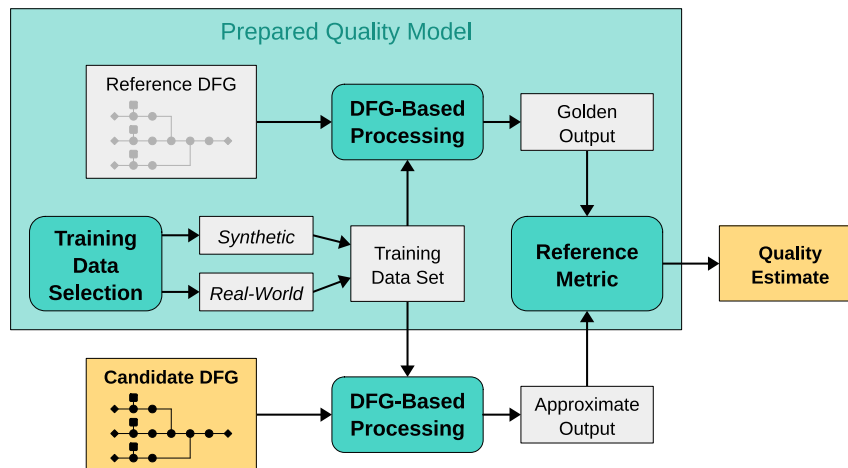 Prepared Quality Model
Reference DFG
DFG-Based
Processing
Golden
Output
Training
Data
Selection
Synthetic
Real-World
Training
Data Set
Reference
Metric
Quality
Estimate
Candidate DFG
DFG-Based
Processing
Approximate
Output